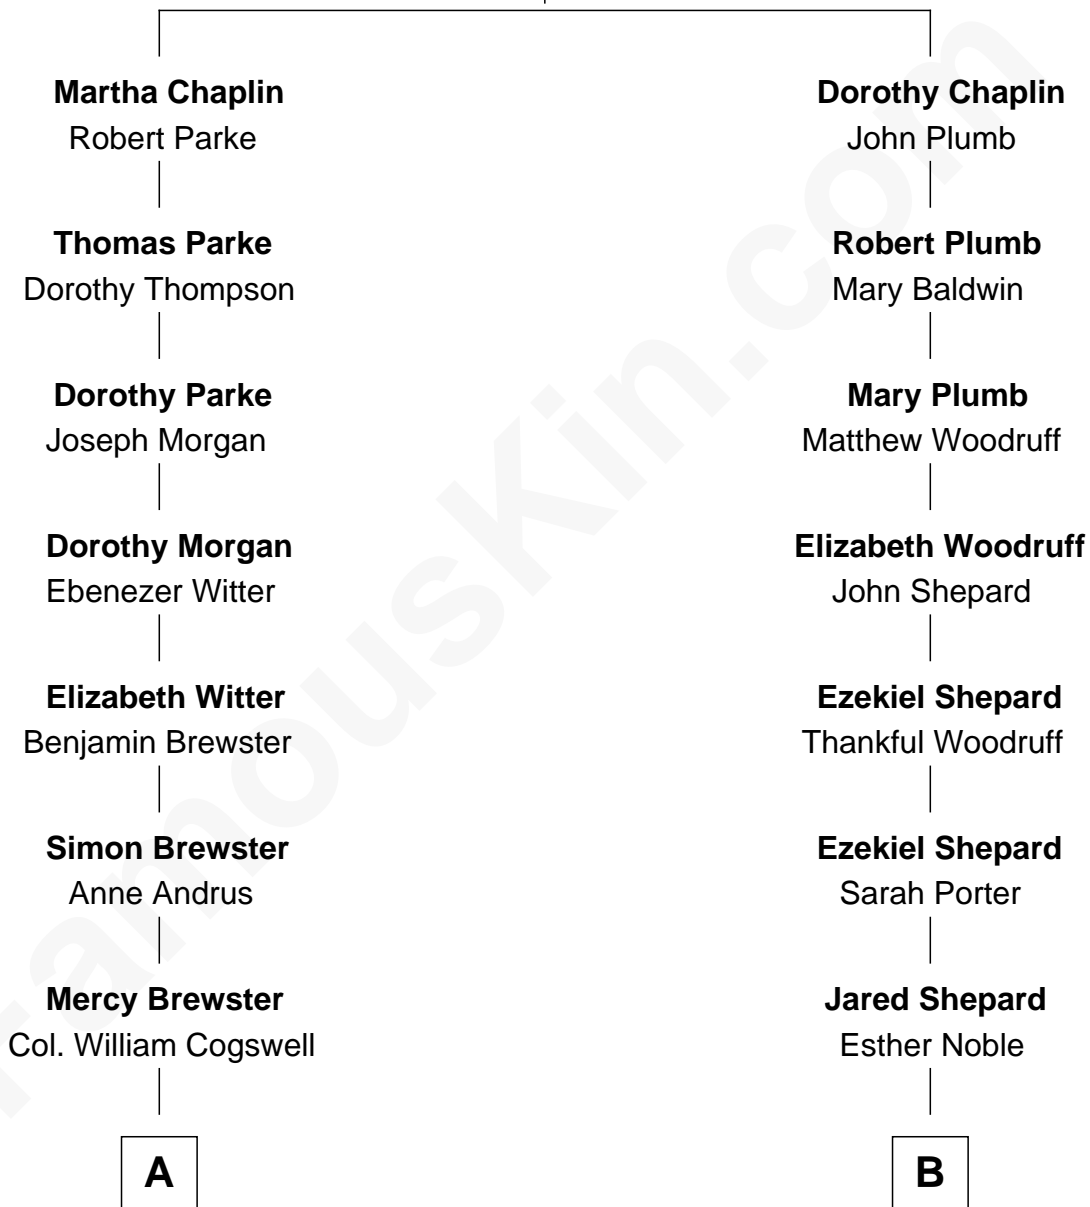 Martha Chaplin
Robert Parke
Thomas Parke
Dorothy Thompson
Dorothy Parke
Joseph Morgan
Dorothy Morgan
Ebenezer Witter
Elizabeth Witter
Benjamin Brewster
Simon Brewster
Anne Andrus
Mercy Brewster
Col. William Cogswell
A
Dorothy Chaplin
John Plumb
Robert Plumb
Mary Baldwin
Mary Plumb
Matthew Woodruff
Elizabeth Woodruff
John Shepard
Ezekiel Shepard
Thankful Woodruff
Ezekiel Shepard
Sarah Porter
Jared Shepard
Esther Noble
B
FamousKin.com